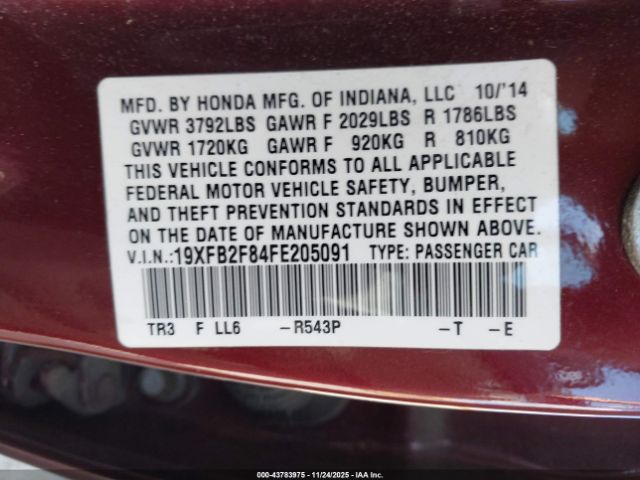 MFD. BY HONDA MFG. OF INDIANA, LLC 10/'14
GVWR 3792LBS GAWR F 2029LBS R 1786LBS
GVWR 1720KG GAWR F 920KG R 810KG
THIS VEHICLE CONFORMS TO ALL APPLICABLE
FEDERAL MOTOR VEHICLE SAFETY, BUMPER,
AND THEFT PREVENTION STANDARDS IN EFFECT
ON THE DATE OF MANUFACTURE SHOWN ABOVE.
V.I.N.:19XFB2F84FE205091 TYPE: PASSENGER CAR
TR3 F LL6 –R543P –T –E
000-43783975 - 11/24/2025 - IAA Inc.